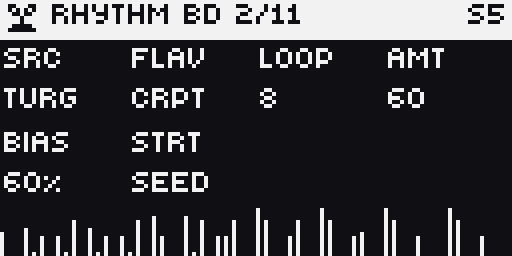 RHYTHM BD 2/11 S5
SRC FLAV LOOP AMT
TURG CRPT 8 60
BIAS STRT
60% SEED